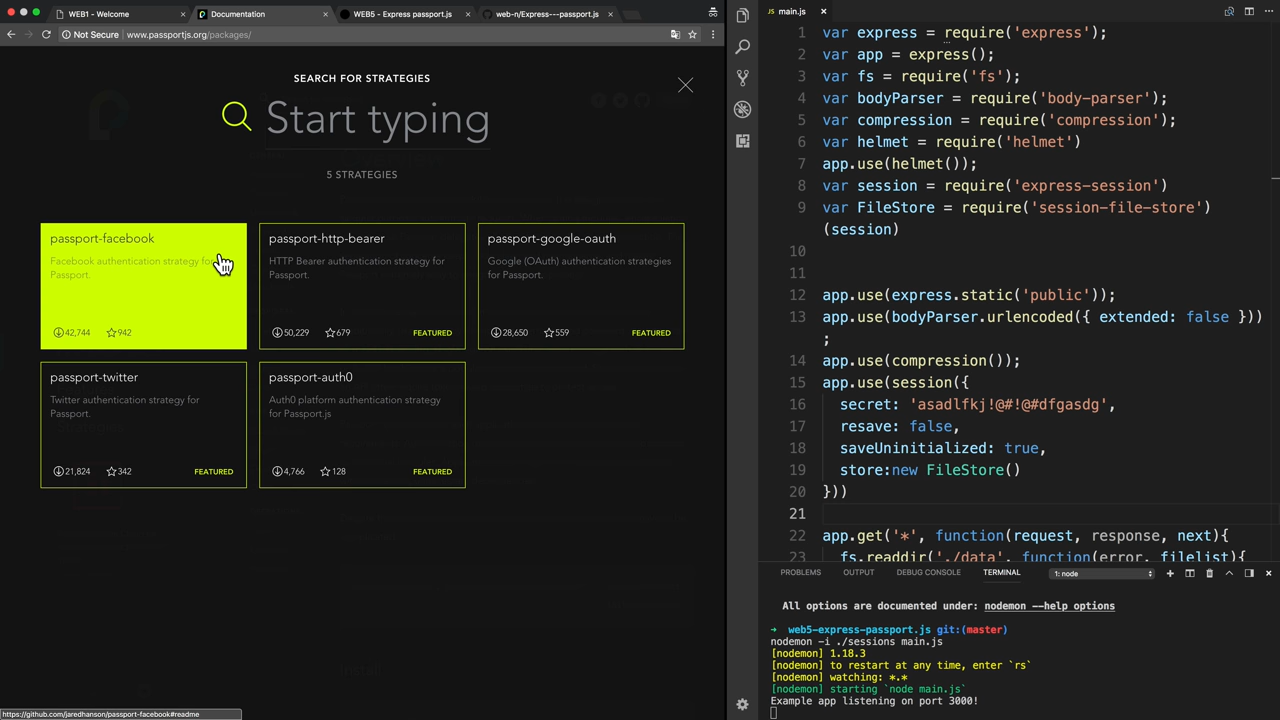 WEB1 - Welcome
Documentation
WEB5 - Express passport.js
web-n/Express---passport.js
Not Secure
www.passportjs.org/packages/
SEARCH FOR STRATEGIES
Start typing
5 STRATEGIES
passport-facebook
Facebook authentication strategy for
Passport.
42,744
942
passport-http-bearer
HTTP Bearer authentication strategy for
Passport.
50,229
679
FEATURED
passport-google-oauth
Google (OAuth) authentication strategies
for Passport.
28,650
559
FEATURED
passport-twitter
Twitter authentication strategy for
Passport.
21,824
342
FEATURED
passport-auth0
Auth0 platform authentication strategy
for Passport.js
4,766
128
FEATURED
https://github.com/jaredhanson/passport-facebook#readme
main.js
1 var express = require('express');
2 var app = express();
3 var fs = require('fs');
4 var bodyParser = require('body-parser');
5 var compression = require('compression');
6 var helmet = require('helmet')
7 app.use(helmet());
8 var session = require('express-session')
9 var FileStore = require('session-file-store')
(session)
10
11
12 app.use(express.static('public'));
13 app.use(bodyParser.urlencoded({ extended: false }))
;
14 app.use(compression());
15 app.use(session({
16 secret: 'asadlfkj!@#!@#dfgasdg',
17 resave: false,
18 saveUninitialized: true,
19 store:new FileStore()
20 }))
21
22 app.get('*', function(request, response, next){
23 fs.readdir('./data', function(error, filelist){
PROBLEMS
OUTPUT
DEBUG CONSOLE
TERMINAL
1: node
All options are documented under: nodemon --help options
➜ web5-express-passport.js git:(master)
nodemon -i ./sessions main.js
[nodemon] 1.18.3
[nodemon] to restart at any time, enter `rs`
[nodemon] watching: *.*
[nodemon] starting `node main.js`
Example app listening on port 3000!